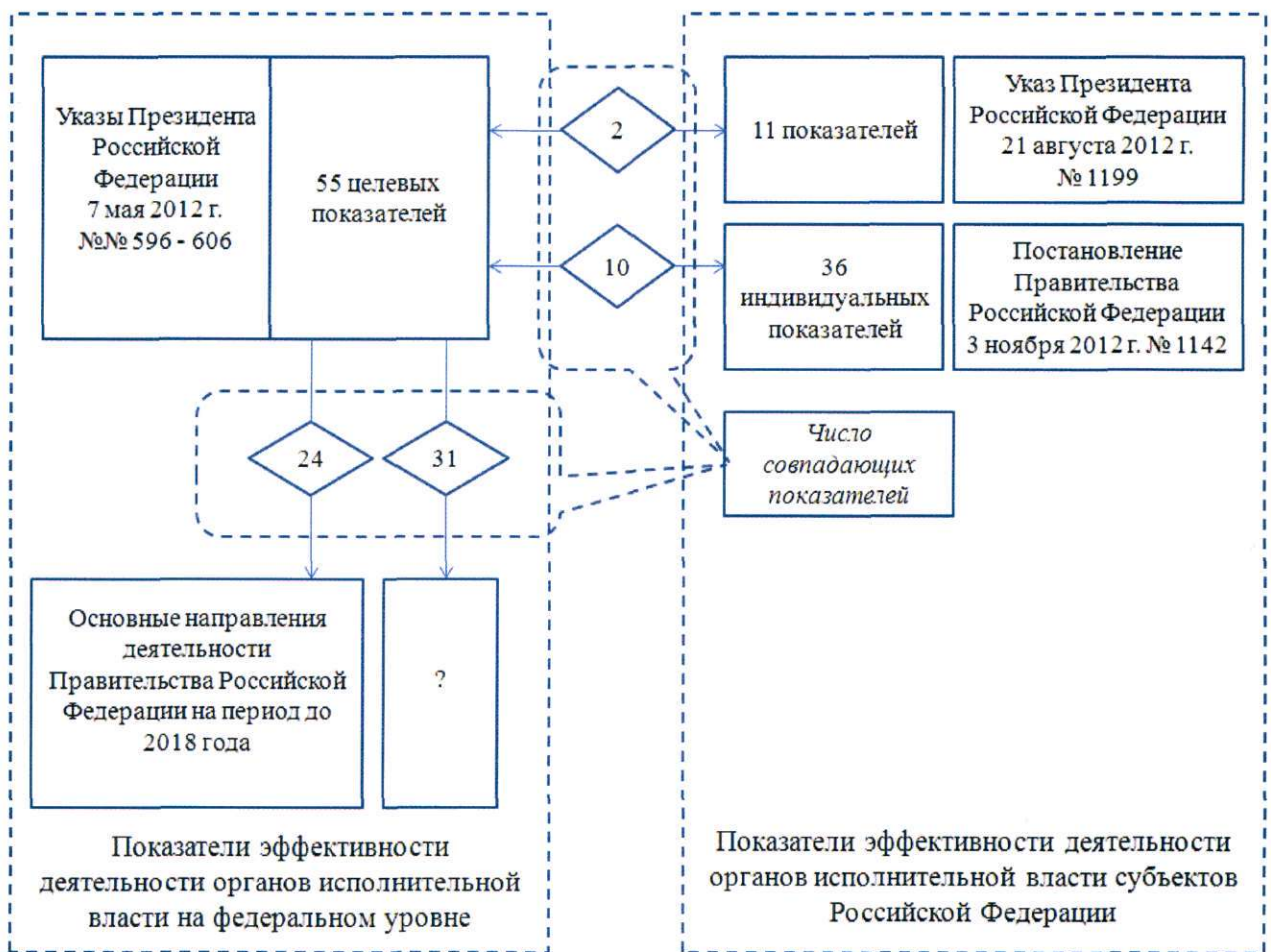 Указы Президента
Российской
Федерации
7 мая 2012 г.
№№ 596 - 606
55 целевых
показателей
2
11 показателей
Указ Президента
Российской Федерации
21 августа 2012 г.
№ 1199
10
36
индивидуальных
показателей
Постановление
Правительства
Российской Федерации
3 ноября 2012 г. № 1142
24
31
Число
совпадающих
показателей
Основные направления
деятельности
Правительства Российской
Федерации на период до
2018 года
?
Показатели эффективности
деятельности органов исполнительной
власти на федеральном уровне
Показатели эффективности деятельности
органов исполнительной власти субъектов
Российской Федерации